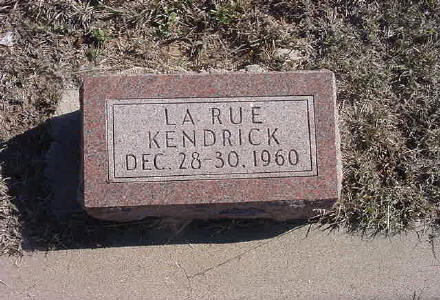 LA RUE
KENDRICK
DEC. 28-30. 1960